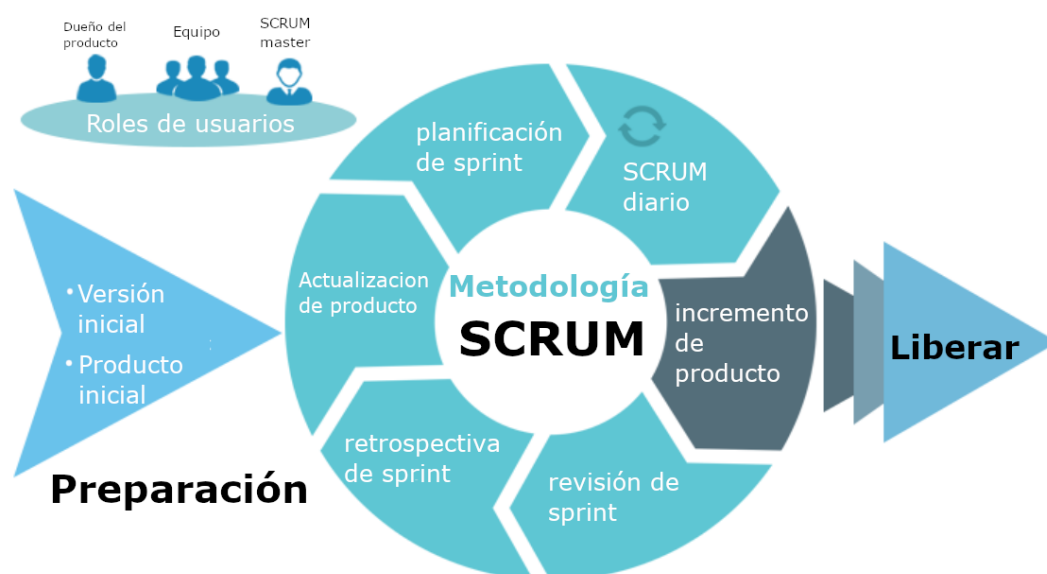 Dueño del
producto
Equipo
SCRUM
master
Roles de usuarios
planificación
de sprint
SCRUM
diario
Actualizacion
de producto
Metodología
SCRUM
incremento
de
producto
Liberar
• Versión
inicial
• Producto
inicial
Preparación
retrospectiva
de sprint
revisión de
sprint